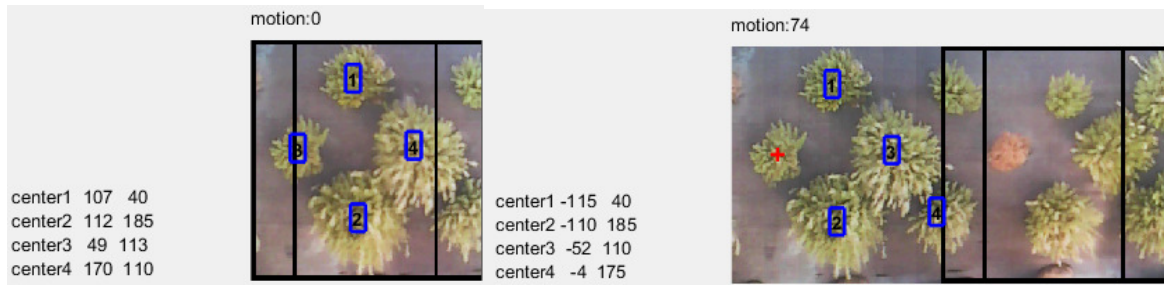 motion:0
1
3
4
2
center1 107 40
center2 112 185
center3 49 113
center4 170 110
motion:74
1
3
2
4
center1 -115 40
center2 -110 185
center3 -52 110
center4 -4 175